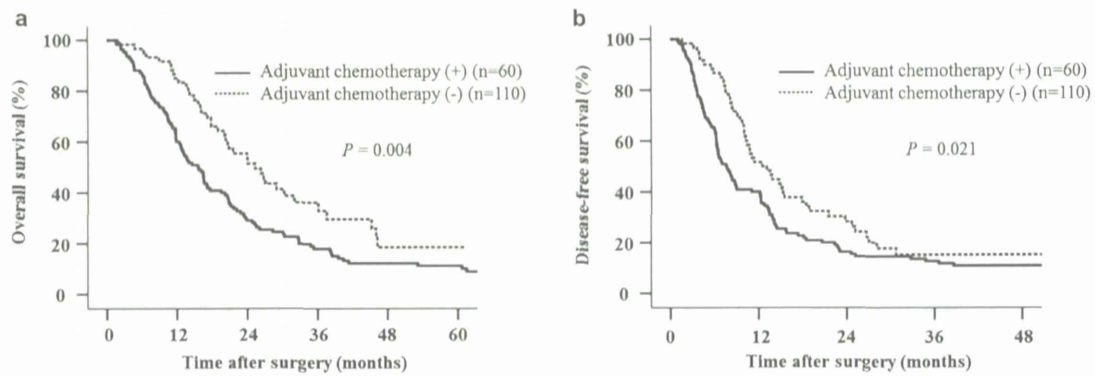 a
Overall survival (%)
100
80
60
40
20
0
Adjuvant chemotherapy (+) (n=60)
Adjuvant chemotherapy (-) (n=110)
P = 0.004
0 12 24 36 48 60
Time after surgery (months)
b
Disease-free survival (%)
100
80
60
40
20
0
Adjuvant chemotherapy (+) (n=60)
Adjuvant chemotherapy (-) (n=110)
P = 0.021
0 12 24 36 48
Time after surgery (months)